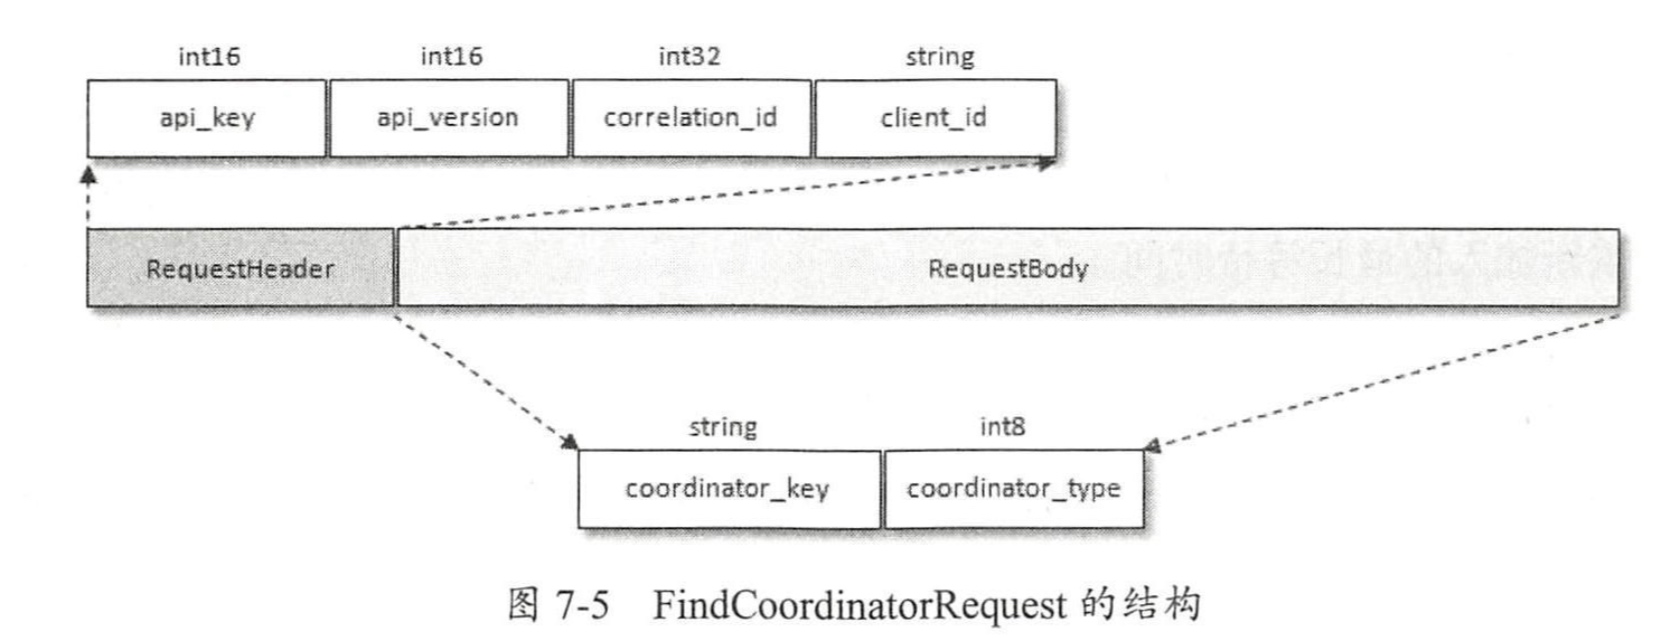 int16 int16 int32 string
api_key api_version correlation_id client_id
RequestHeader RequestBody
string int8
coordinator_key coordinator_type
图 7-5 FindCoordinatorRequest 的结构